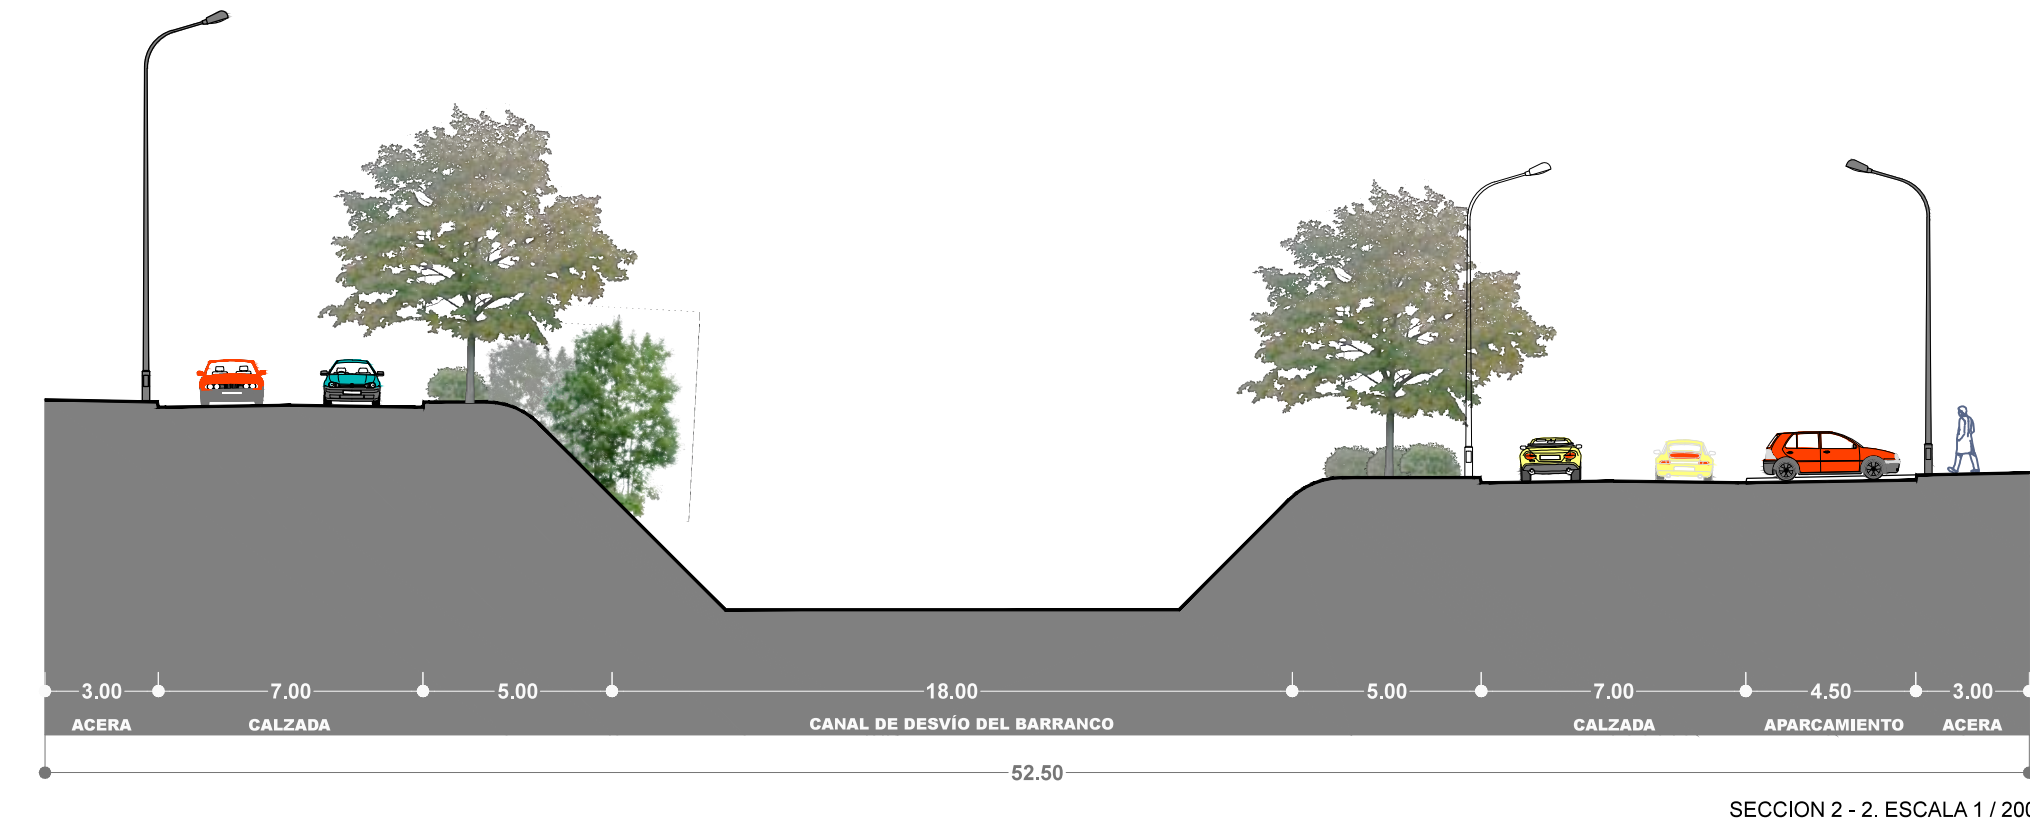 3.00 7.00 5.00 18.00 5.00 7.00 4.50 3.00
ACERA CALZADA CANAL DE DESVÍO DEL BARRANCO CALZADA APARCAMIENTO ACERA
52.50
SECCION 2 - 2. ESCALA 1 / 200